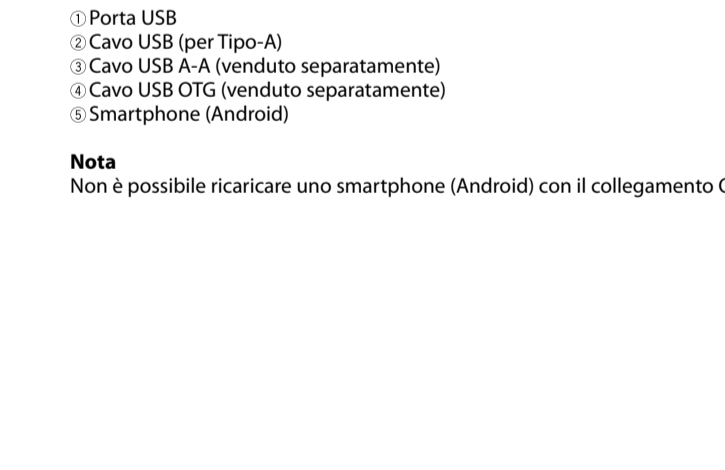 ①Porta USB
②Cavo USB (per Tipo-A)
③Cavo USB A-A (venduto separatamente)
④Cavo USB OTG (venduto separatamente)
⑤Smartphone (Android)
Nota
Non è possibile ricaricare uno smartphone (Android) con il collegamento